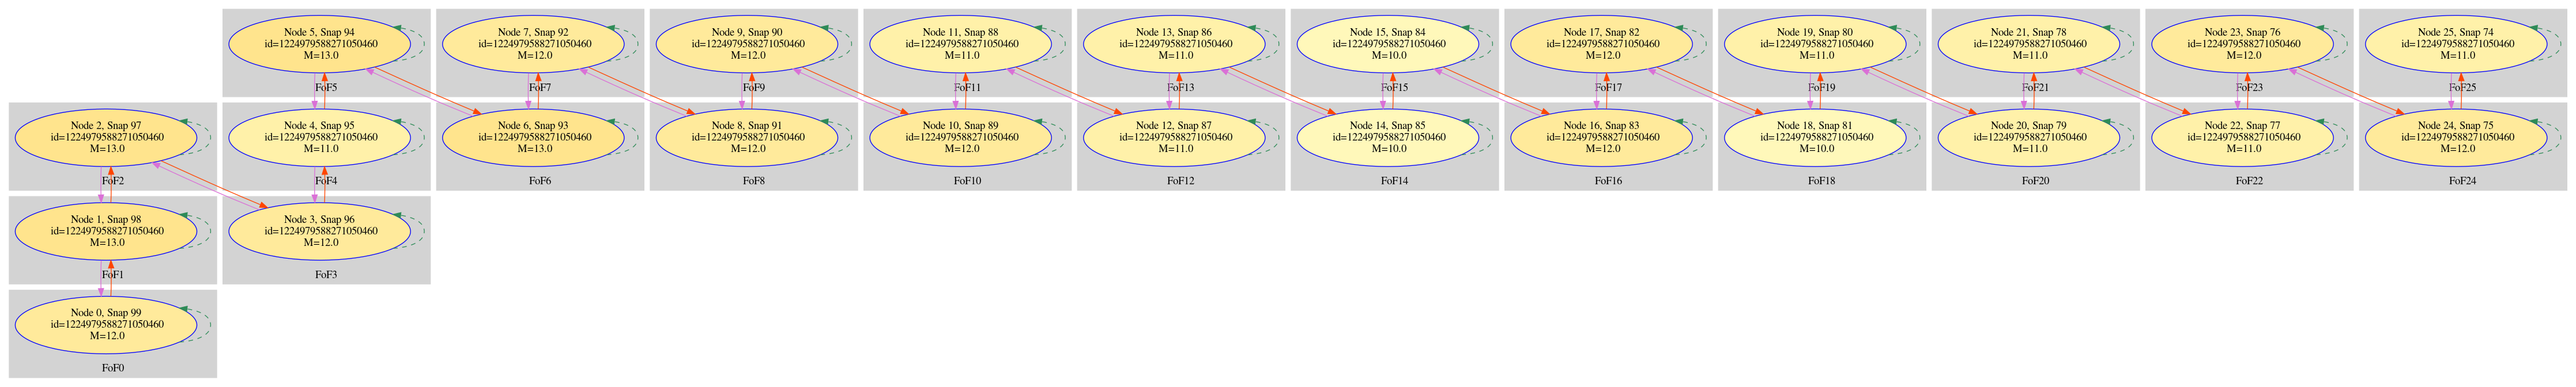 Node 5, Snap 94
id=1224979588271050460
M=13.0
FoF5
Node 7, Snap 92
id=1224979588271050460
M=12.0
FoF7
Node 9, Snap 90
id=1224979588271050460
M=12.0
FoF9
Node 11, Snap 88
id=1224979588271050460
M=11.0
FoF11
Node 13, Snap 86
id=1224979588271050460
M=11.0
FoF13
Node 15, Snap 84
id=1224979588271050460
M=10.0
FoF15
Node 17, Snap 82
id=1224979588271050460
M=12.0
FoF17
Node 19, Snap 80
id=1224979588271050460
M=11.0
FoF19
Node 21, Snap 78
id=1224979588271050460
M=11.0
FoF21
Node 23, Snap 76
id=1224979588271050460
M=12.0
FoF23
Node 25, Snap 74
id=1224979588271050460
M=11.0
FoF25
Node 2, Snap 97
id=1224979588271050460
M=13.0
FoF2
Node 4, Snap 95
id=1224979588271050460
M=11.0
FoF4
Node 6, Snap 93
id=1224979588271050460
M=13.0
FoF6
Node 8, Snap 91
id=1224979588271050460
M=12.0
FoF8
Node 10, Snap 89
id=1224979588271050460
M=12.0
FoF10
Node 12, Snap 87
id=1224979588271050460
M=11.0
FoF12
Node 14, Snap 85
id=1224979588271050460
M=10.0
FoF14
Node 16, Snap 83
id=1224979588271050460
M=12.0
FoF16
Node 18, Snap 81
id=1224979588271050460
M=10.0
FoF18
Node 20, Snap 79
id=1224979588271050460
M=11.0
FoF20
Node 22, Snap 77
id=1224979588271050460
M=11.0
FoF22
Node 24, Snap 75
id=1224979588271050460
M=12.0
FoF24
Node 1, Snap 98
id=1224979588271050460
M=13.0
FoF1
Node 3, Snap 96
id=1224979588271050460
M=12.0
FoF3
Node 0, Snap 99
id=1224979588271050460
M=12.0
FoF0